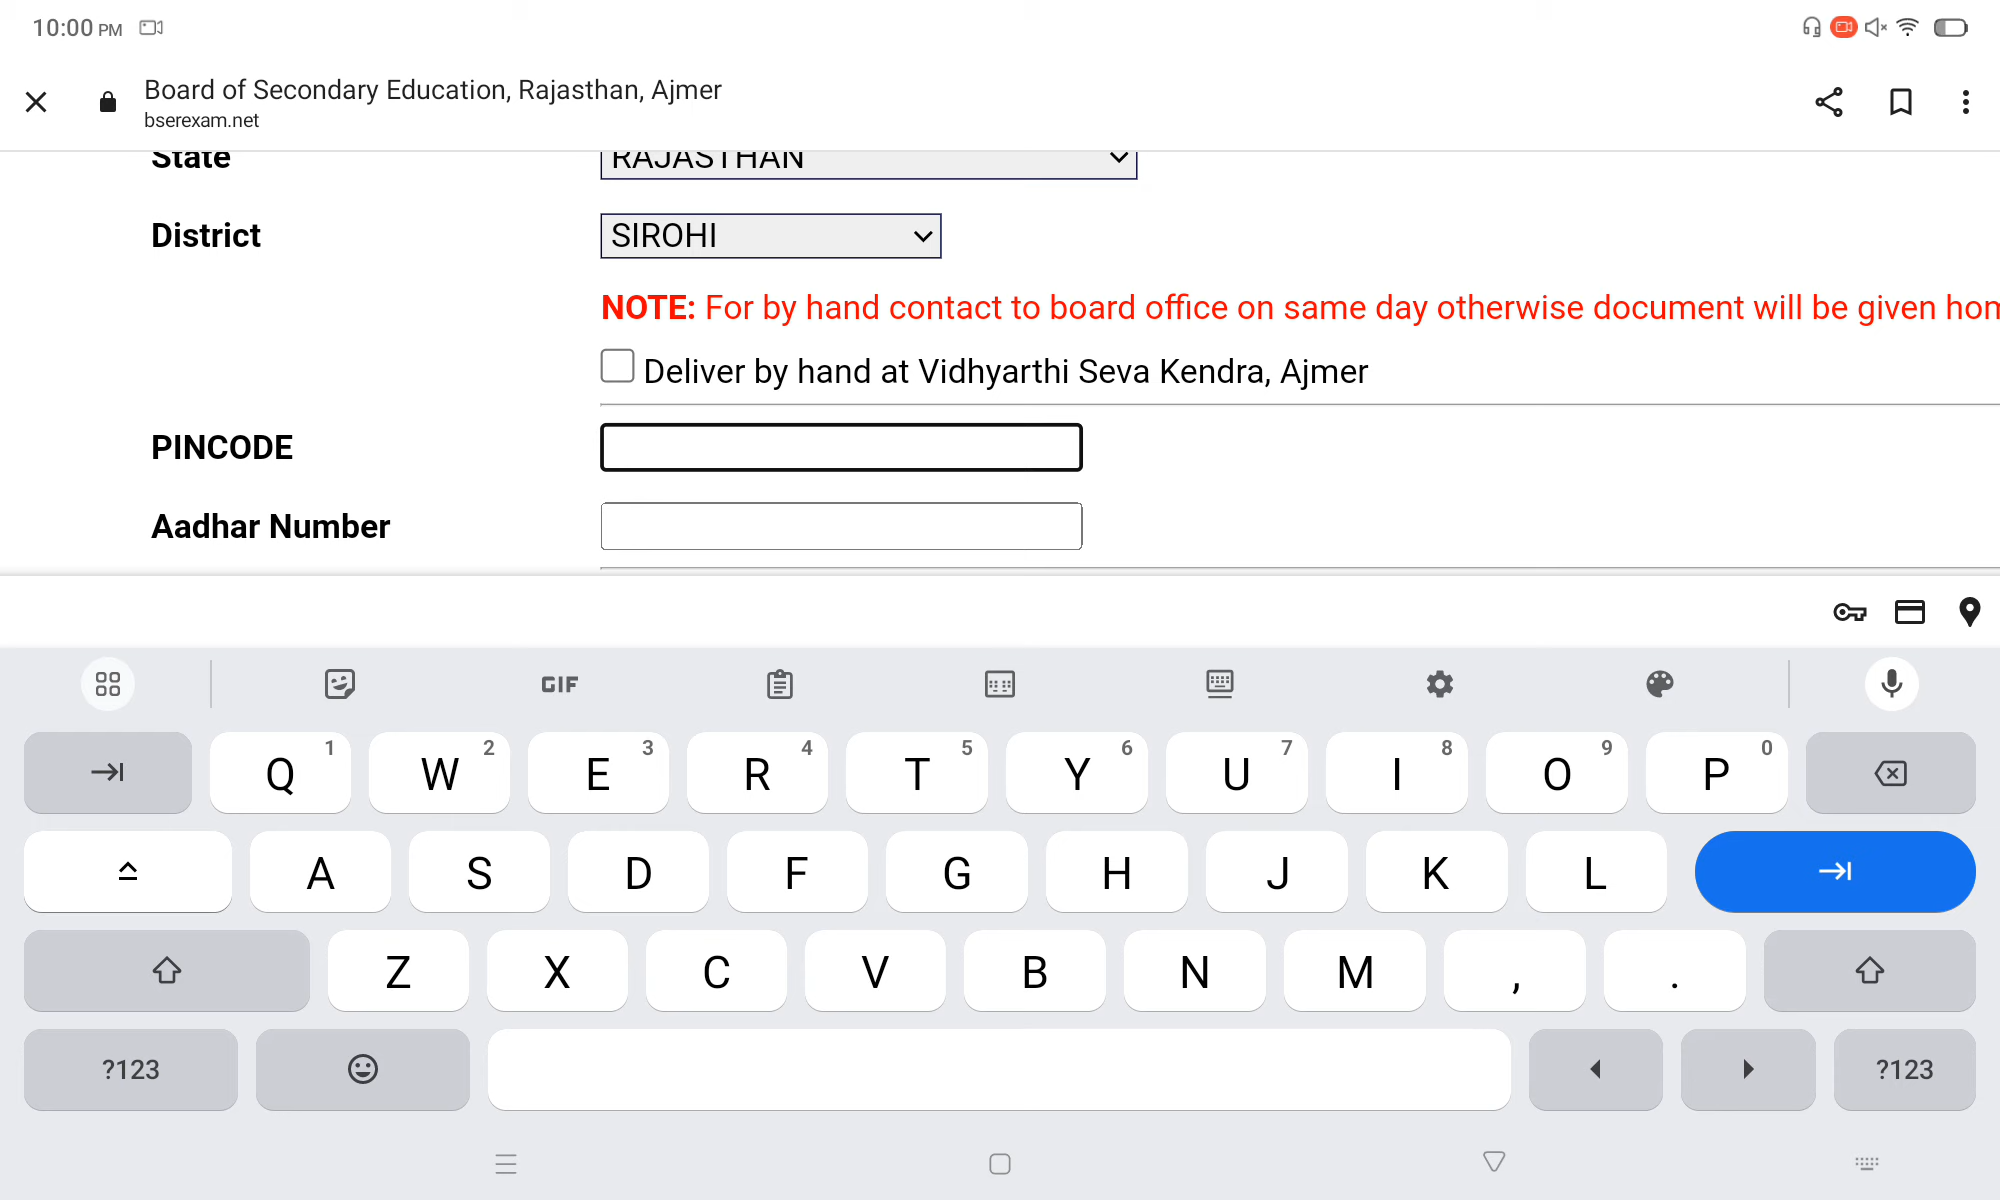 10:00 PM
Board of Secondary Education, Rajasthan, Ajmer
bserexam.net
State
RAJASTHAN
District
SIROHI
NOTE: For by hand contact to board office on same day otherwise document will be given hom
Deliver by hand at Vidhyarthi Seva Kendra, Ajmer
PINCODE
Aadhar Number
GIF
Q 1 W 2 E 3 R 4 T 5 Y 6 U 7 I 8 O 9 P 0
A S D F G H J K L
Z X C V B N M , .
?123 ?123